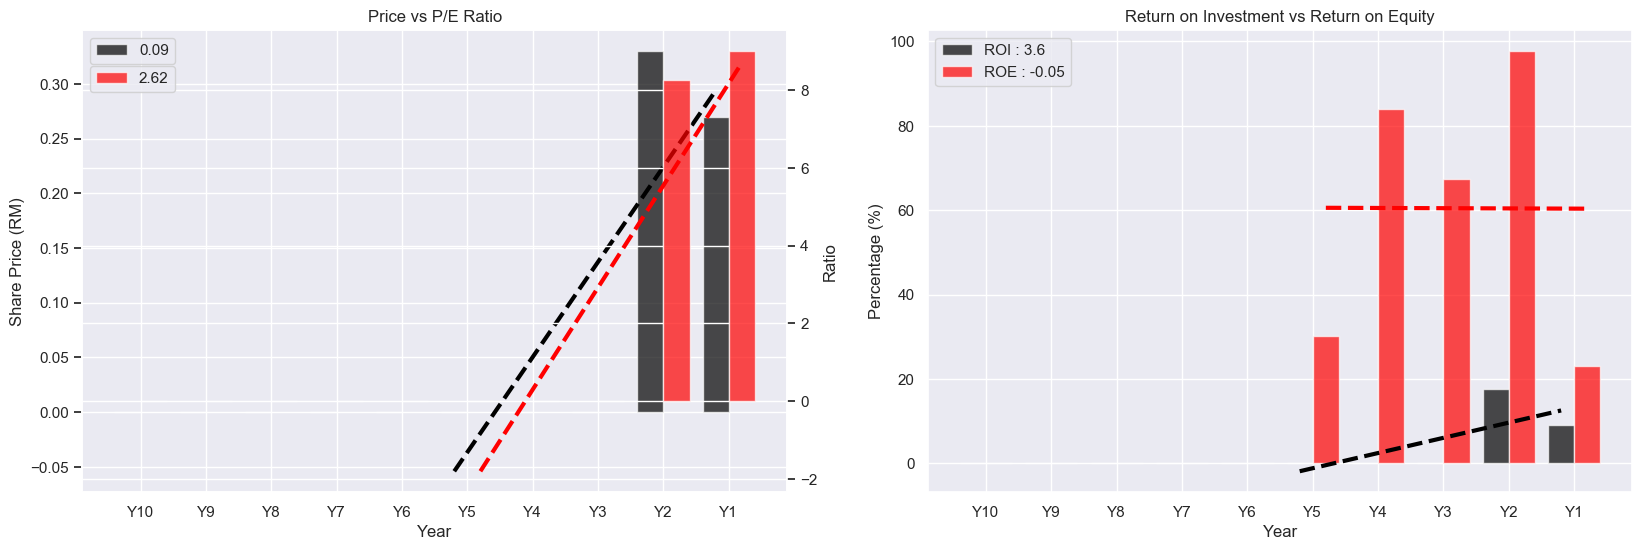 Price vs P/E Ratio
0.09
2.62
0.30
0.25
0.20
0.15
0.10
0.05
0.00
−0.05
Share Price (RM)
8
6
4
2
0
−2
Ratio
Y10 Y9 Y8 Y7 Y6 Y5 Y4 Y3 Y2 Y1
Year
Return on Investment vs Return on Equity
ROI : 3.6
ROE : -0.05
100
80
60
40
20
0
Percentage (%)
Y10 Y9 Y8 Y7 Y6 Y5 Y4 Y3 Y2 Y1
Year